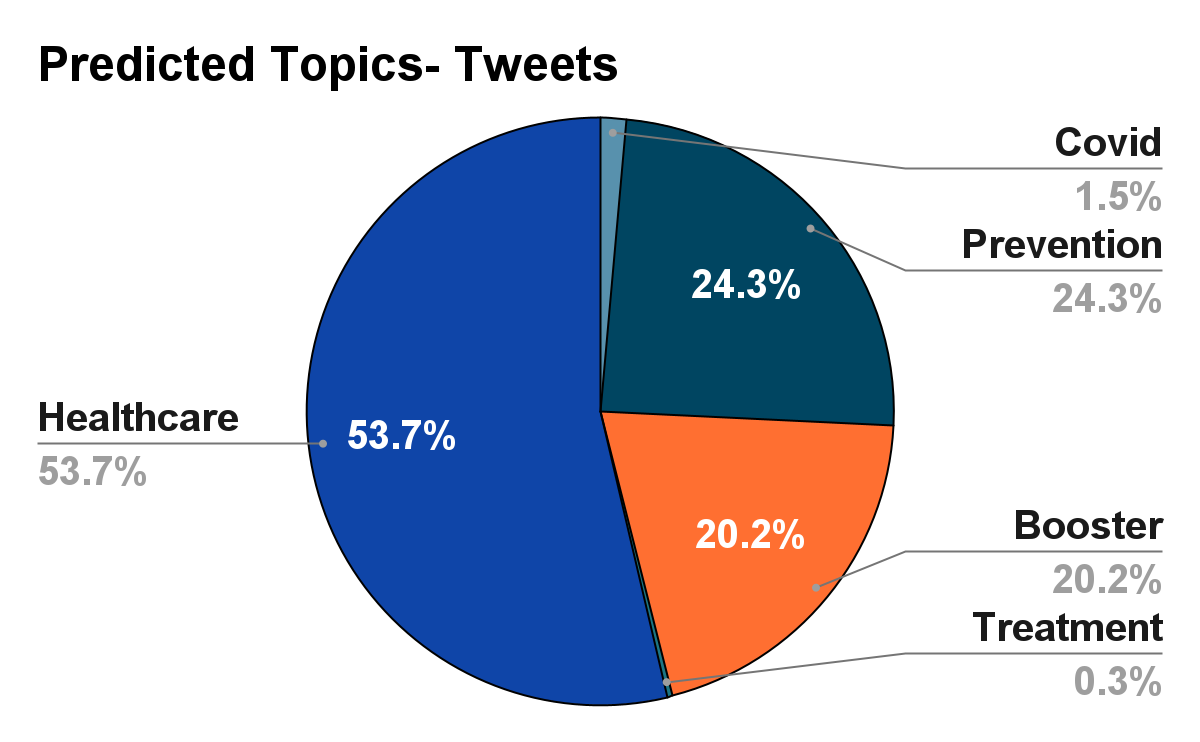 Predicted Topics- Tweets
Covid
1.5%
Prevention
24.3%
24.3%
Healthcare
53.7%
53.7%
Booster
20.2%
20.2%
Treatment
0.3%